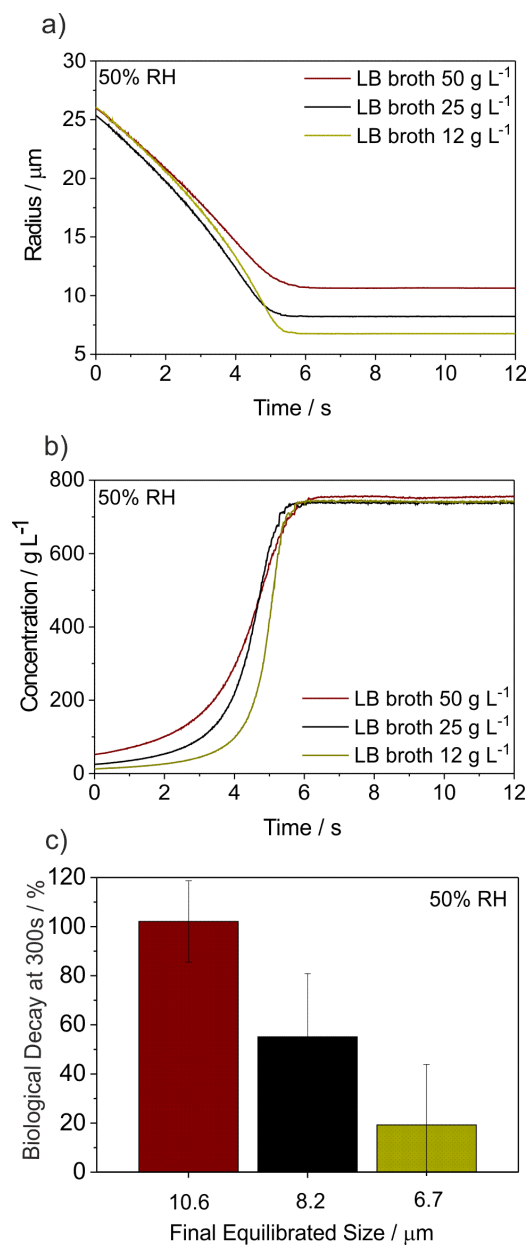 a)
50% RH
LB broth 50 g L⁻¹
LB broth 25 g L⁻¹
LB broth 12 g L⁻¹
30
25
20
15
10
5
Radius / μm
0 2 4 6 8 10 12
Time / s
b)
50% RH
800
600
400
200
0
Concentration / g L⁻¹
LB broth 50 g L⁻¹
LB broth 25 g L⁻¹
LB broth 12 g L⁻¹
0 2 4 6 8 10 12
Time / s
c)
50% RH
120
100
80
60
40
20
0
Biological Decay at 300s / %
10.6 8.2 6.7
Final Equilibrated Size / μm